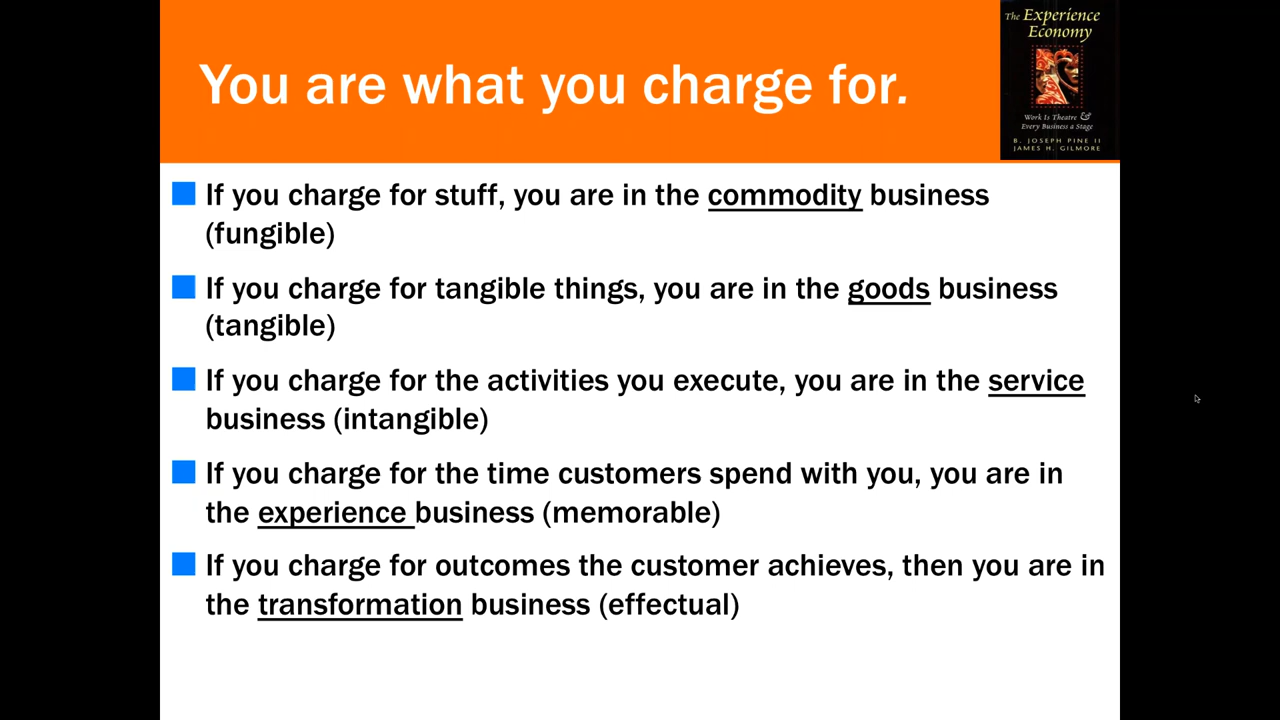 You are what you charge for.
The Experience
Economy
Work Is Theatre &
Every Business a Stage
B. JOSEPH PINE II
JAMES H. GILMORE
If you charge for stuff, you are in the commodity business
(fungible)
If you charge for tangible things, you are in the goods business
(tangible)
If you charge for the activities you execute, you are in the service
business (intangible)
If you charge for the time customers spend with you, you are in
the experience business (memorable)
If you charge for outcomes the customer achieves, then you are in
the transformation business (effectual)